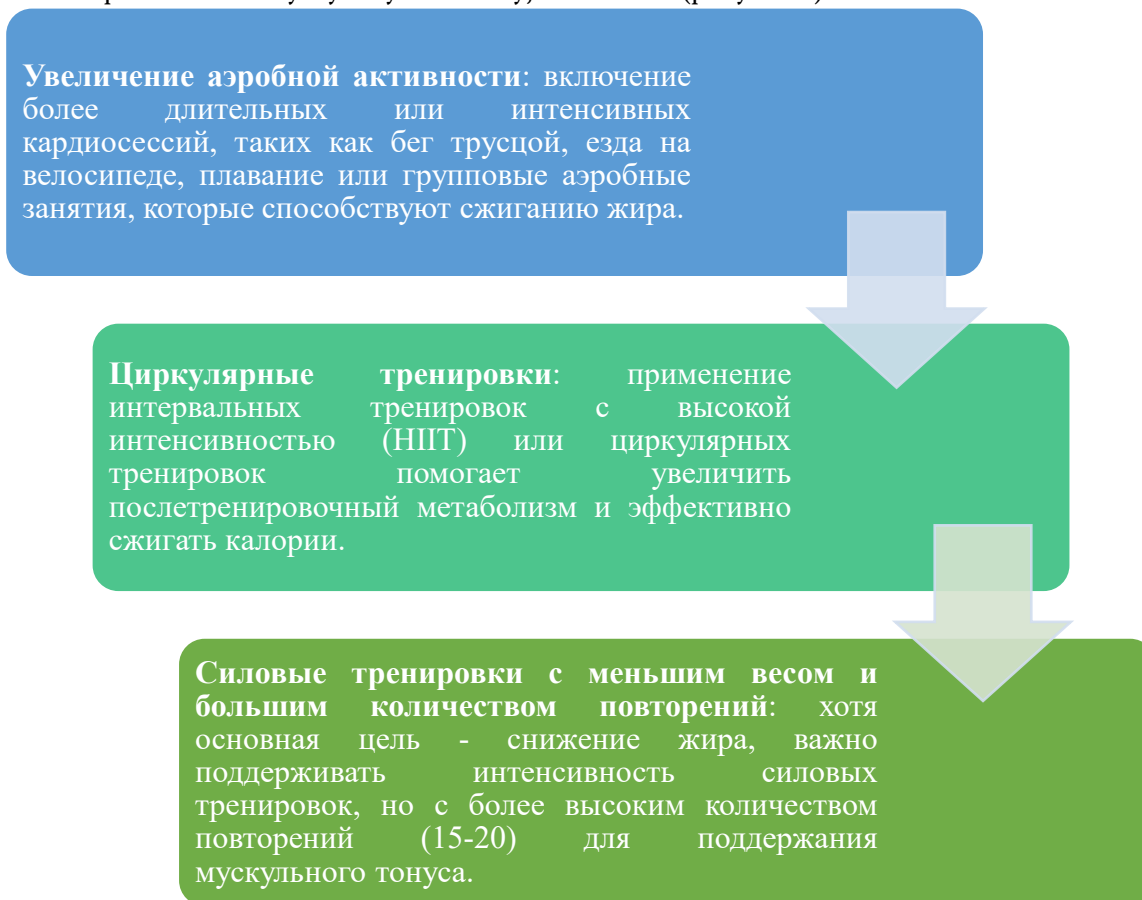 Увеличение аэробной активности: включение
более длительных или интенсивных
кардиосессий, таких как бег трусцой, езда на
велосипеде, плавание или групповые аэробные
занятия, которые способствуют сжиганию жира.
Циркулярные тренировки: применение
интервальных тренировок с высокой
интенсивностью (HIIT) или циркулярных
тренировок помогает увеличить
послетренировочный метаболизм и эффективно
сжигать калории.
Силовые тренировки с меньшим весом и
большим количеством повторений: хотя
основная цель - снижение жира, важно
поддерживать интенсивность силовых
тренировок, но с более высоким количеством
повторений (15-20) для поддержания
мускульного тонуса.